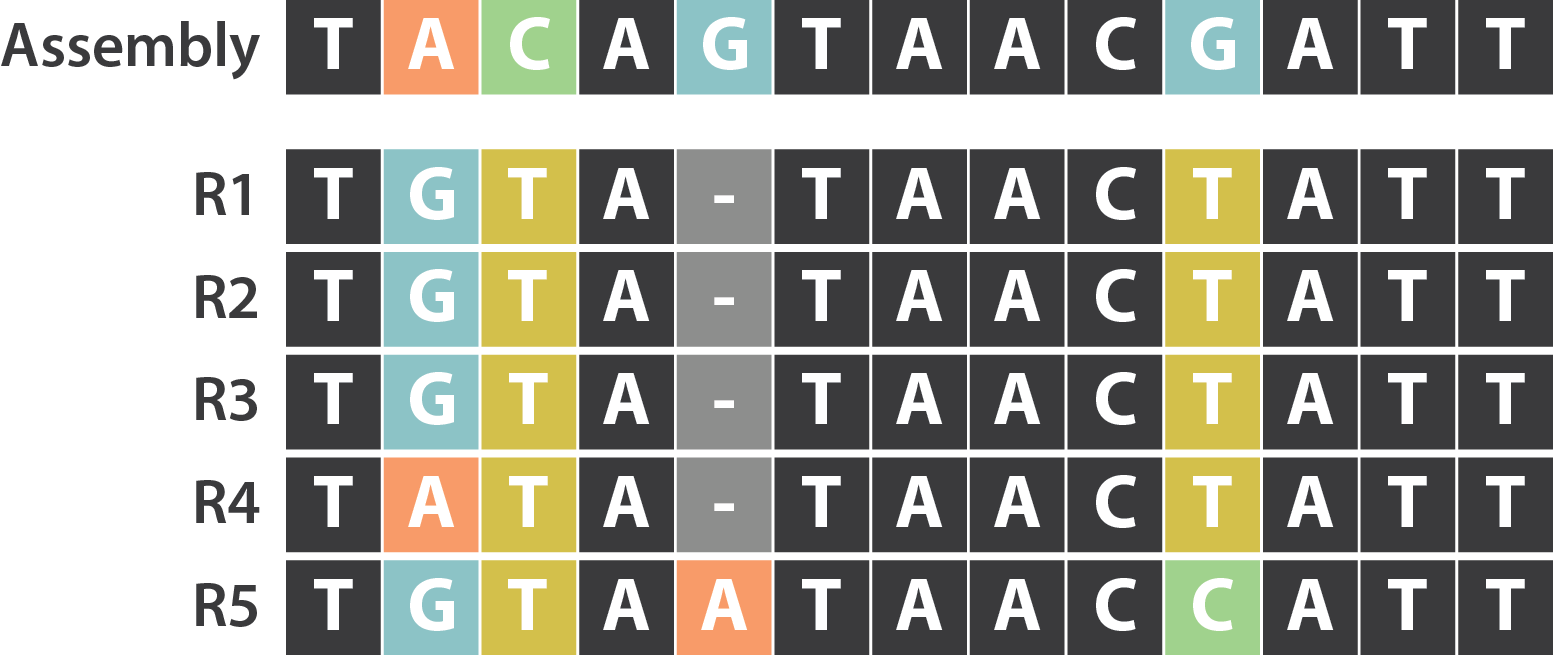 Assembly T A C A G T A A C G A T T
R1 T G T A - T A A C T A T T
R2 T G T A - T A A C T A T T
R3 T G T A - T A A C T A T T
R4 T A T A - T A A C T A T T
R5 T G T A A T A A C C A T T